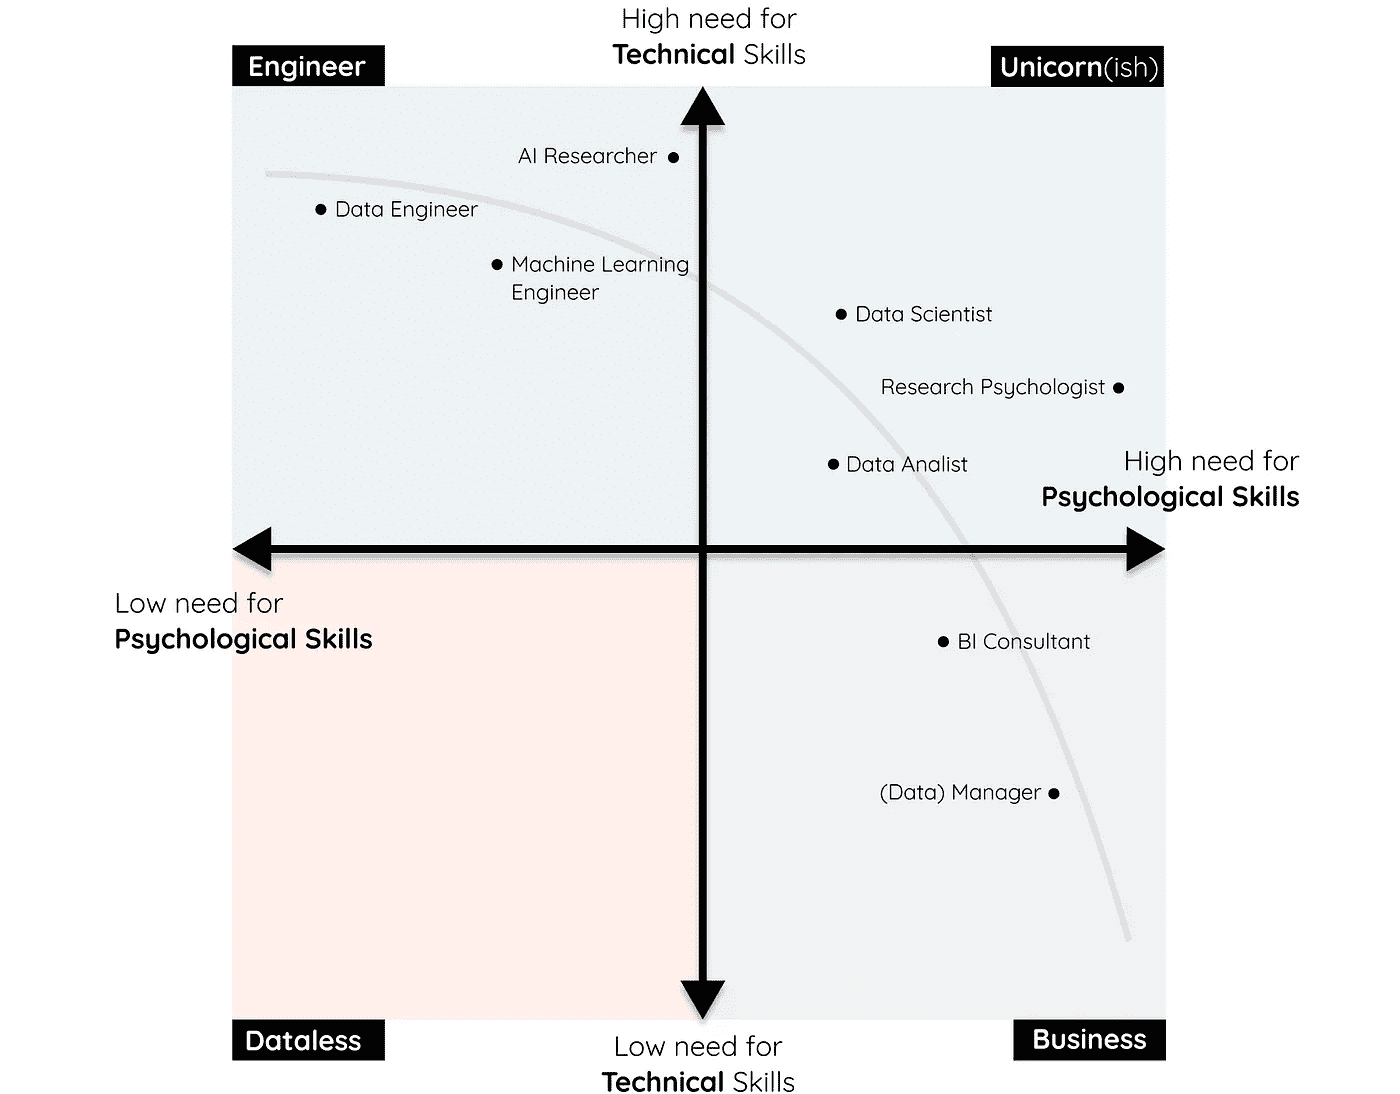 High need for
Technical Skills
Engineer
Unicorn(ish)
AI Researcher
Data Engineer
Machine Learning
Engineer
Data Scientist
Research Psychologist
Data Analist
High need for
Psychological Skills
Low need for
Psychological Skills
BI Consultant
(Data) Manager
Dataless
Business
Low need for
Technical Skills